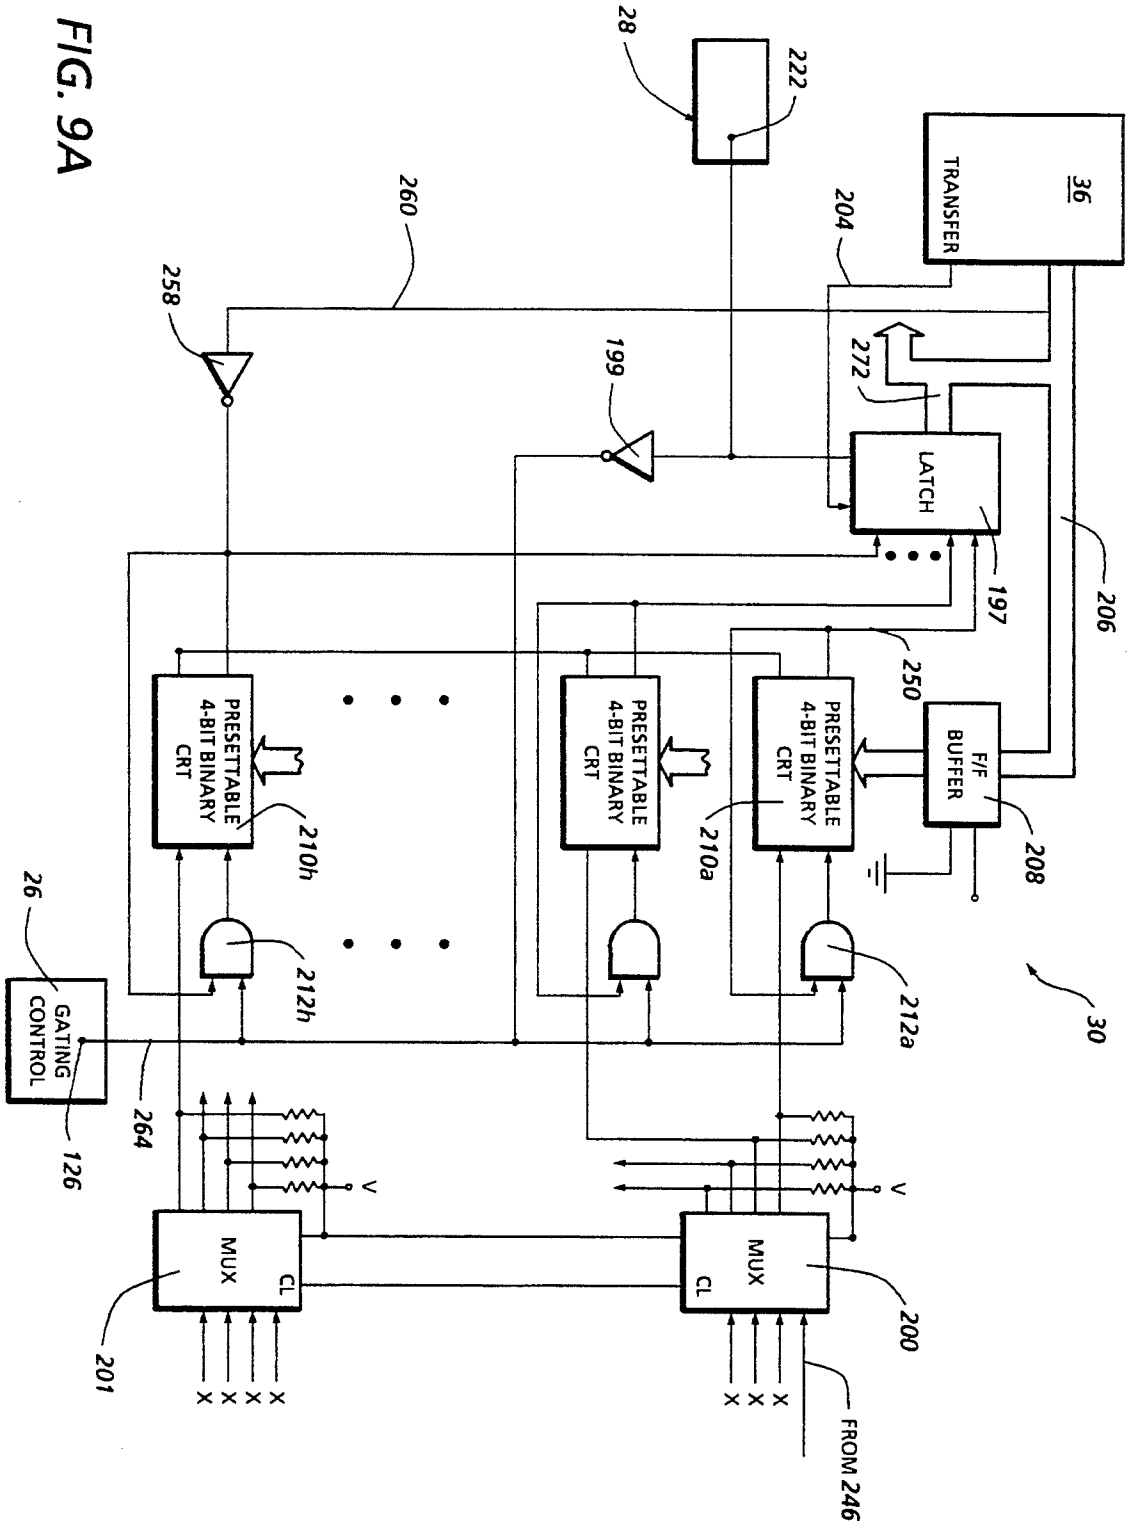 36
TRANSFER
204
222
28
260
258
199
272
LATCH
197
206
250
F/F
BUFFER
208
PRESETTABLE
4-BIT BINARY
CRT
210a
PRESETTABLE
4-BIT BINARY
CRT
PRESETTABLE
4-BIT BINARY
CRT
210h
212a
212h
30
26
GATING
CONTROL
126
264
V
V
MUX
CL
200
MUX
CL
201
X
X
X
X
X
X
X
FROM 246
FIG. 9A